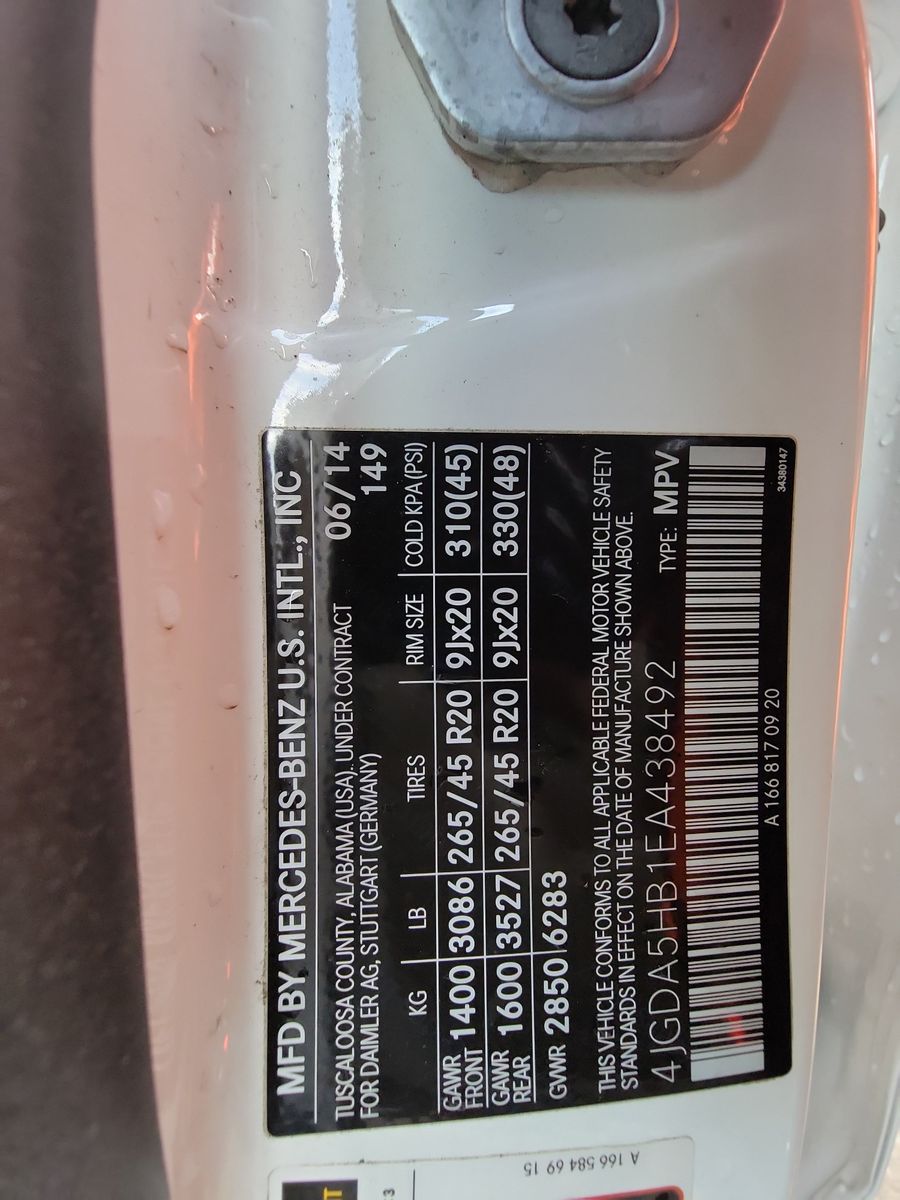 MFD BY MERCEDES-BENZ U.S. INTL., INC
TUSCALOOSA COUNTY, ALABAMA (USA). UNDER CONTRACT 06/14
FOR DAIMLER AG, STUTTGART (GERMANY) 149
KG LB TIRES RIM SIZE COLD KPA (PSI)
GAWR FRONT 1400 3086 265/45 R20 9Jx20 310(45)
GAWR REAR 1600 3527 265/45 R20 9Jx20 330(48)
GVWR 2850 6283
THIS VEHICLE CONFORMS TO ALL APPLICABLE FEDERAL MOTOR VEHICLE SAFETY
STANDARDS IN EFFECT ON THE DATE OF MANUFACTURE SHOWN ABOVE.
4JGDA5HB1EA438492 TYPE: MPV
A 166 817 09 20 34380147
A 166 584 69 15